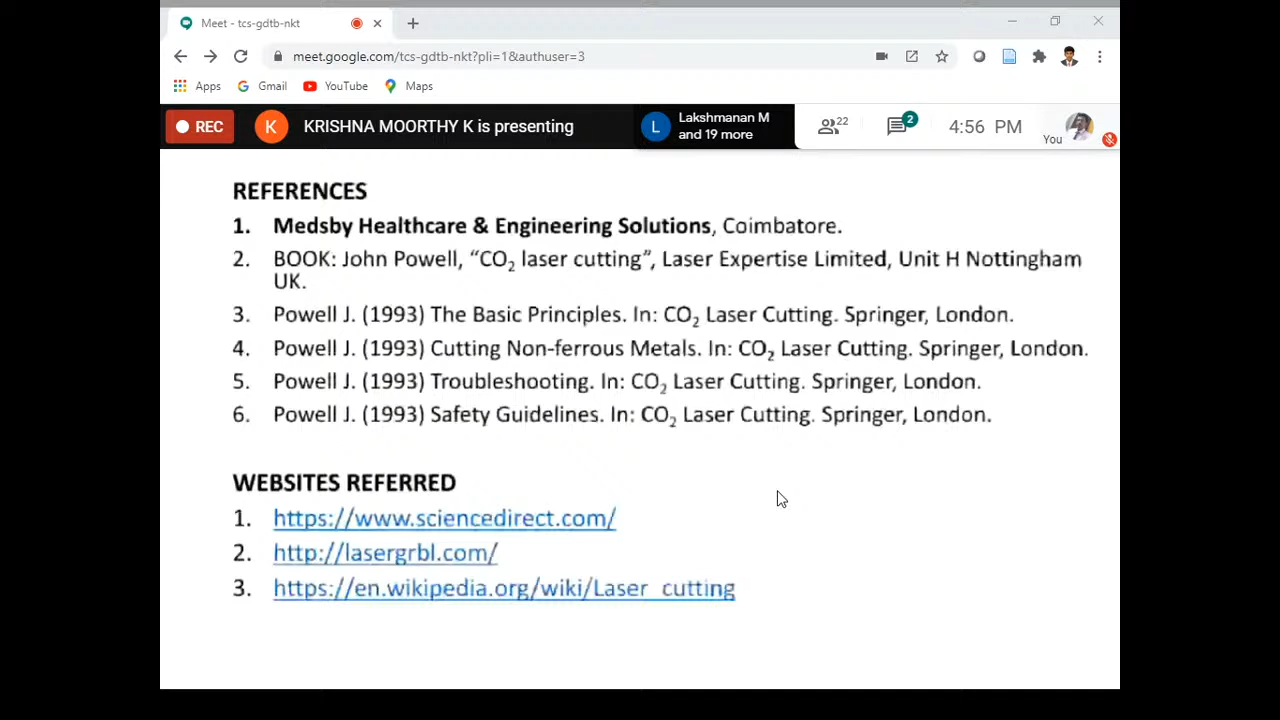 Meet - tcs-gdtb-nkt
meet.google.com/tcs-gdtb-nkt?pli=1&authuser=3
Apps Gmail YouTube Maps
REC K KRISHNA MOORTHY K is presenting L Lakshmanan M
and 19 more
22 2 4:56 PM You
REFERENCES
1. Medsby Healthcare & Engineering Solutions, Coimbatore.
2. BOOK: John Powell, “CO₂ laser cutting”, Laser Expertise Limited, Unit H Nottingham
UK.
3. Powell J. (1993) The Basic Principles. In: CO₂ Laser Cutting. Springer, London.
4. Powell J. (1993) Cutting Non-ferrous Metals. In: CO₂ Laser Cutting. Springer, London.
5. Powell J. (1993) Troubleshooting. In: CO₂ Laser Cutting. Springer, London.
6. Powell J. (1993) Safety Guidelines. In: CO₂ Laser Cutting. Springer, London.
WEBSITES REFERRED
1. https://www.sciencedirect.com/
2. http://lasergrbl.com/
3. https://en.wikipedia.org/wiki/Laser_cutting